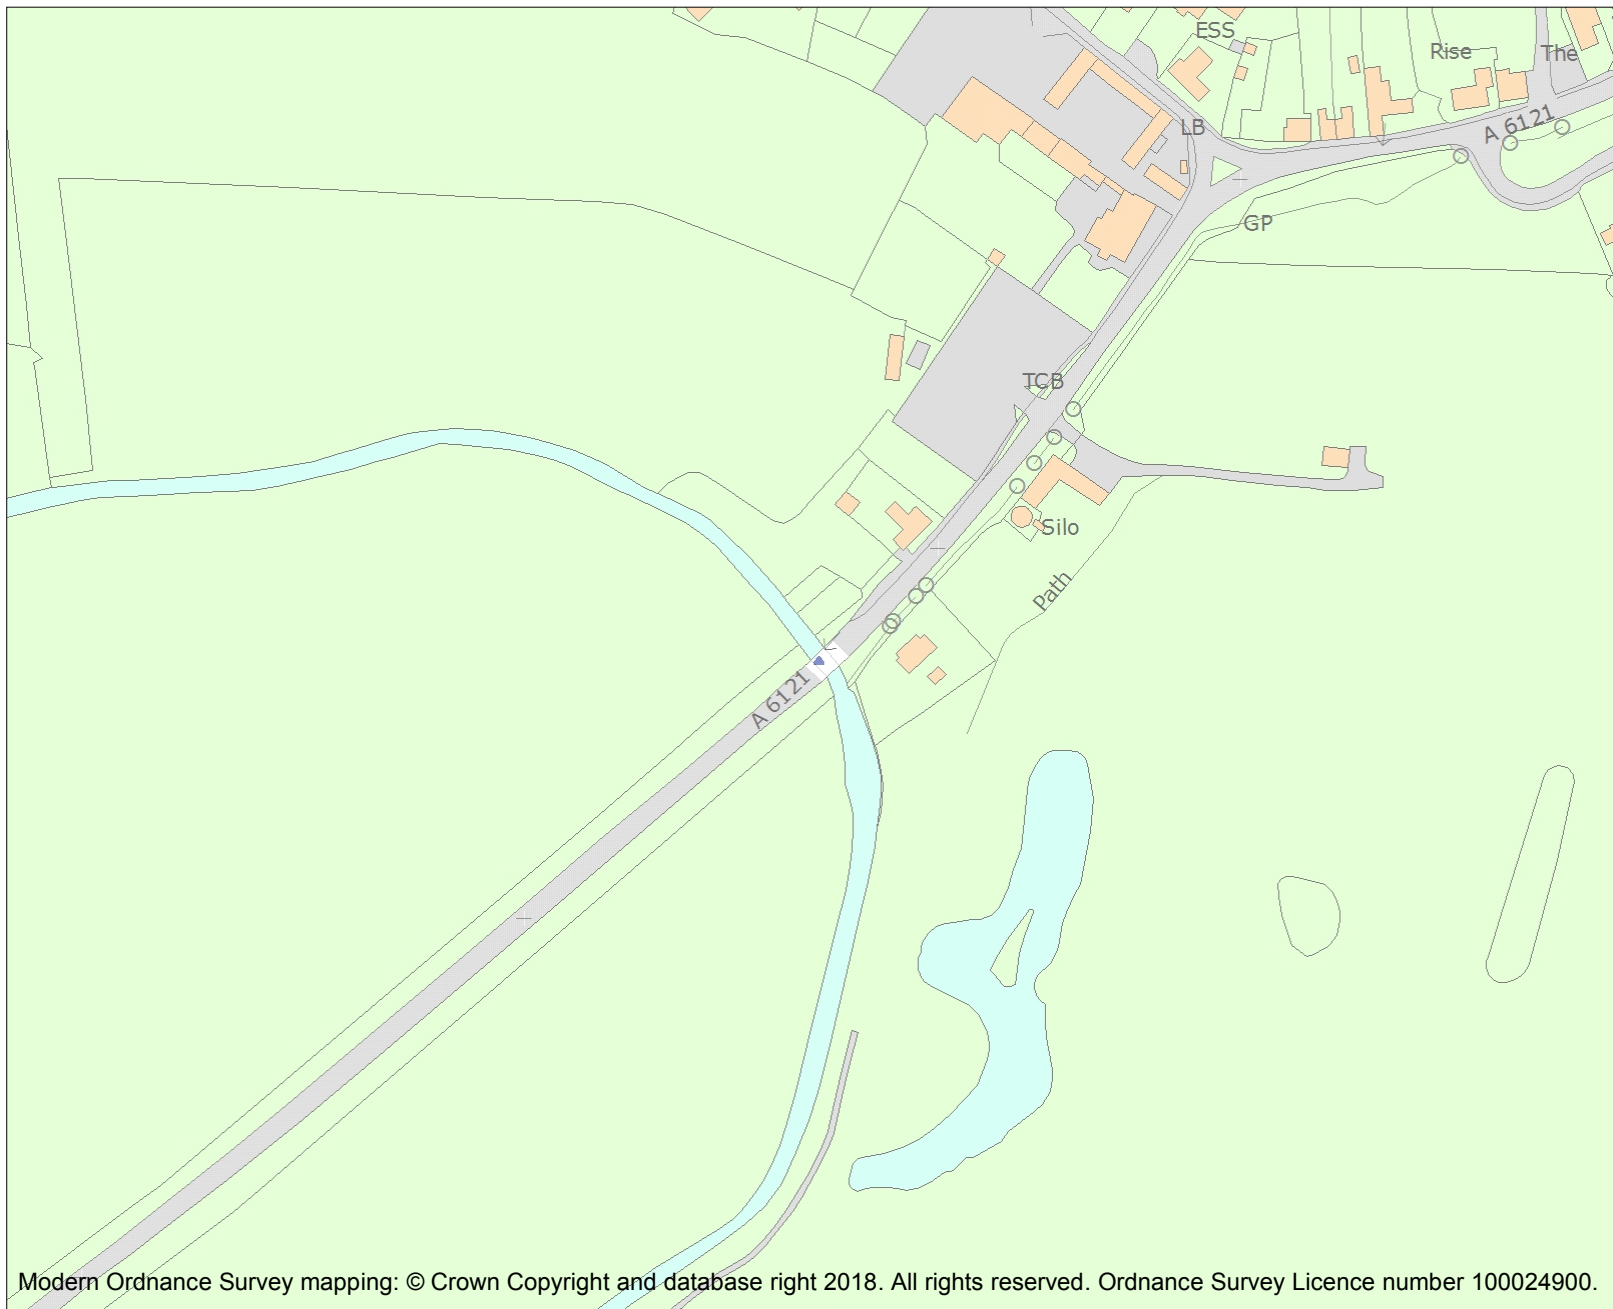 ESS
Rise
The
LB
A 6121
GP
TCB
Silo
Path
A 6121
Modern Ordnance Survey mapping: © Crown Copyright and database right 2018. All rights reserved. Ordnance Survey Licence number 100024900.